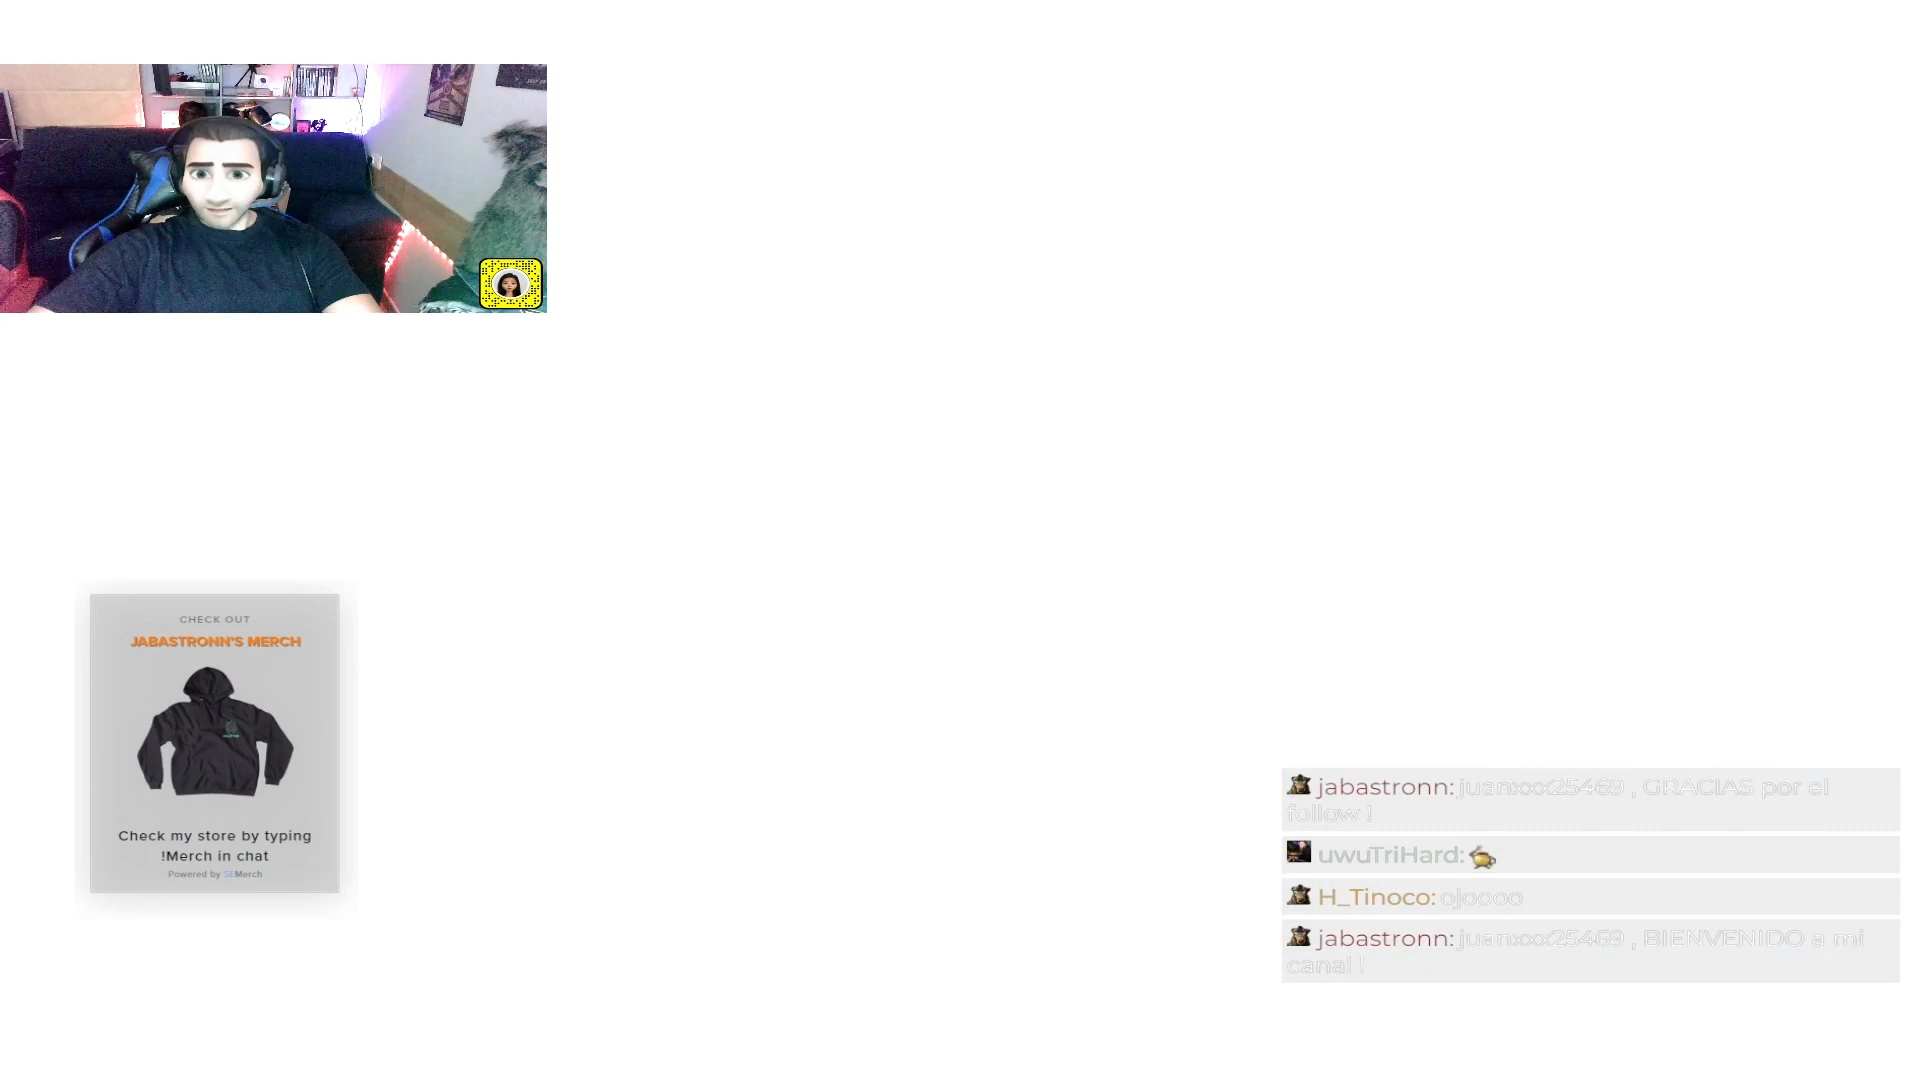 CHECK OUT
JABASTRONN'S MERCH
Check my store by typing
!Merch in chat
Powered by SEMerch
jabastronn: juanxxx25469 , GRACIAS por el
follow !
uwuTriHard:
H_Tinoco: ojoooo
jabastronn: juanxxx25469 , BIENVENIDO a mi
canal !